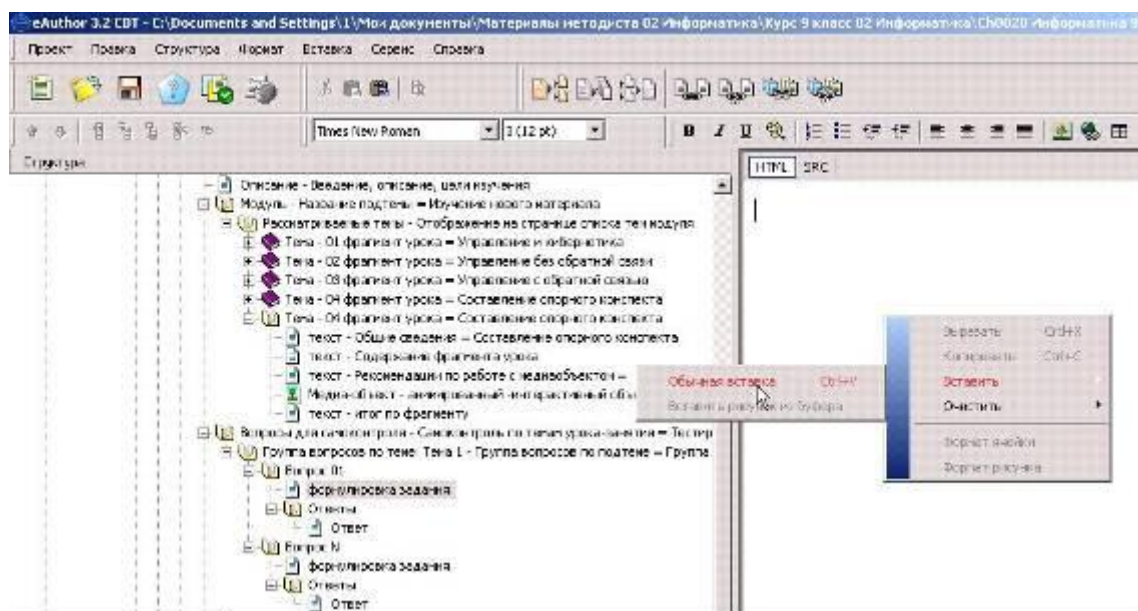 eAuthor 3.2 CBT - C:\Documents and Settings\1\Мои документы\Материалы методиста 02 Информатика\Курс 9 класс 02 Информатика\Ch0020 Информатика 9
Проект Правка Структура Формат Вставка Сервис Справка
Times New Roman 3 (12 pt)
Структура
HTML SRC
Описание - Введение, описание, цели изучения
Модуль - Название подтемы = Изучение нового материала
Рассматриваемые темы - Отображение на странице списка тем модуля
Тема - 01 фрагмент урока = Управление и кибернетика
Тема - 02 фрагмент урока = Управление без обратной связи
Тема - 03 фрагмент урока = Управление с обратной связью
Тема - 04 фрагмент урока = Составление опорного конспекта
Тема - 04 фрагмент урока = Составление опорного конспекта
текст - Общие сведения = Составление опорного конспекта
текст - Содержание фрагмента урока
текст - Рекомендации по работе с медиаобъектом =
Медиа-объект - анимированный -интерактивный объ
текст - итог по фрагменту
Вопросы для самоконтроля - Самоконтроль по темам урока-занятия = Тестир
Группа вопросов по теме: Тема 1 - Группа вопросов по подтеме = Группа
Вопрос 01
формулировка задания
Ответы
Ответ
Вопрос N
формулировка задания
Ответы
Ответ
Вырезать Ctrl+X
Копировать Ctrl+C
Вставить
Очистить
Формат ячейки
Формат рисунка
Обычная вставка Ctrl+V
Вставить рисунок из буфера